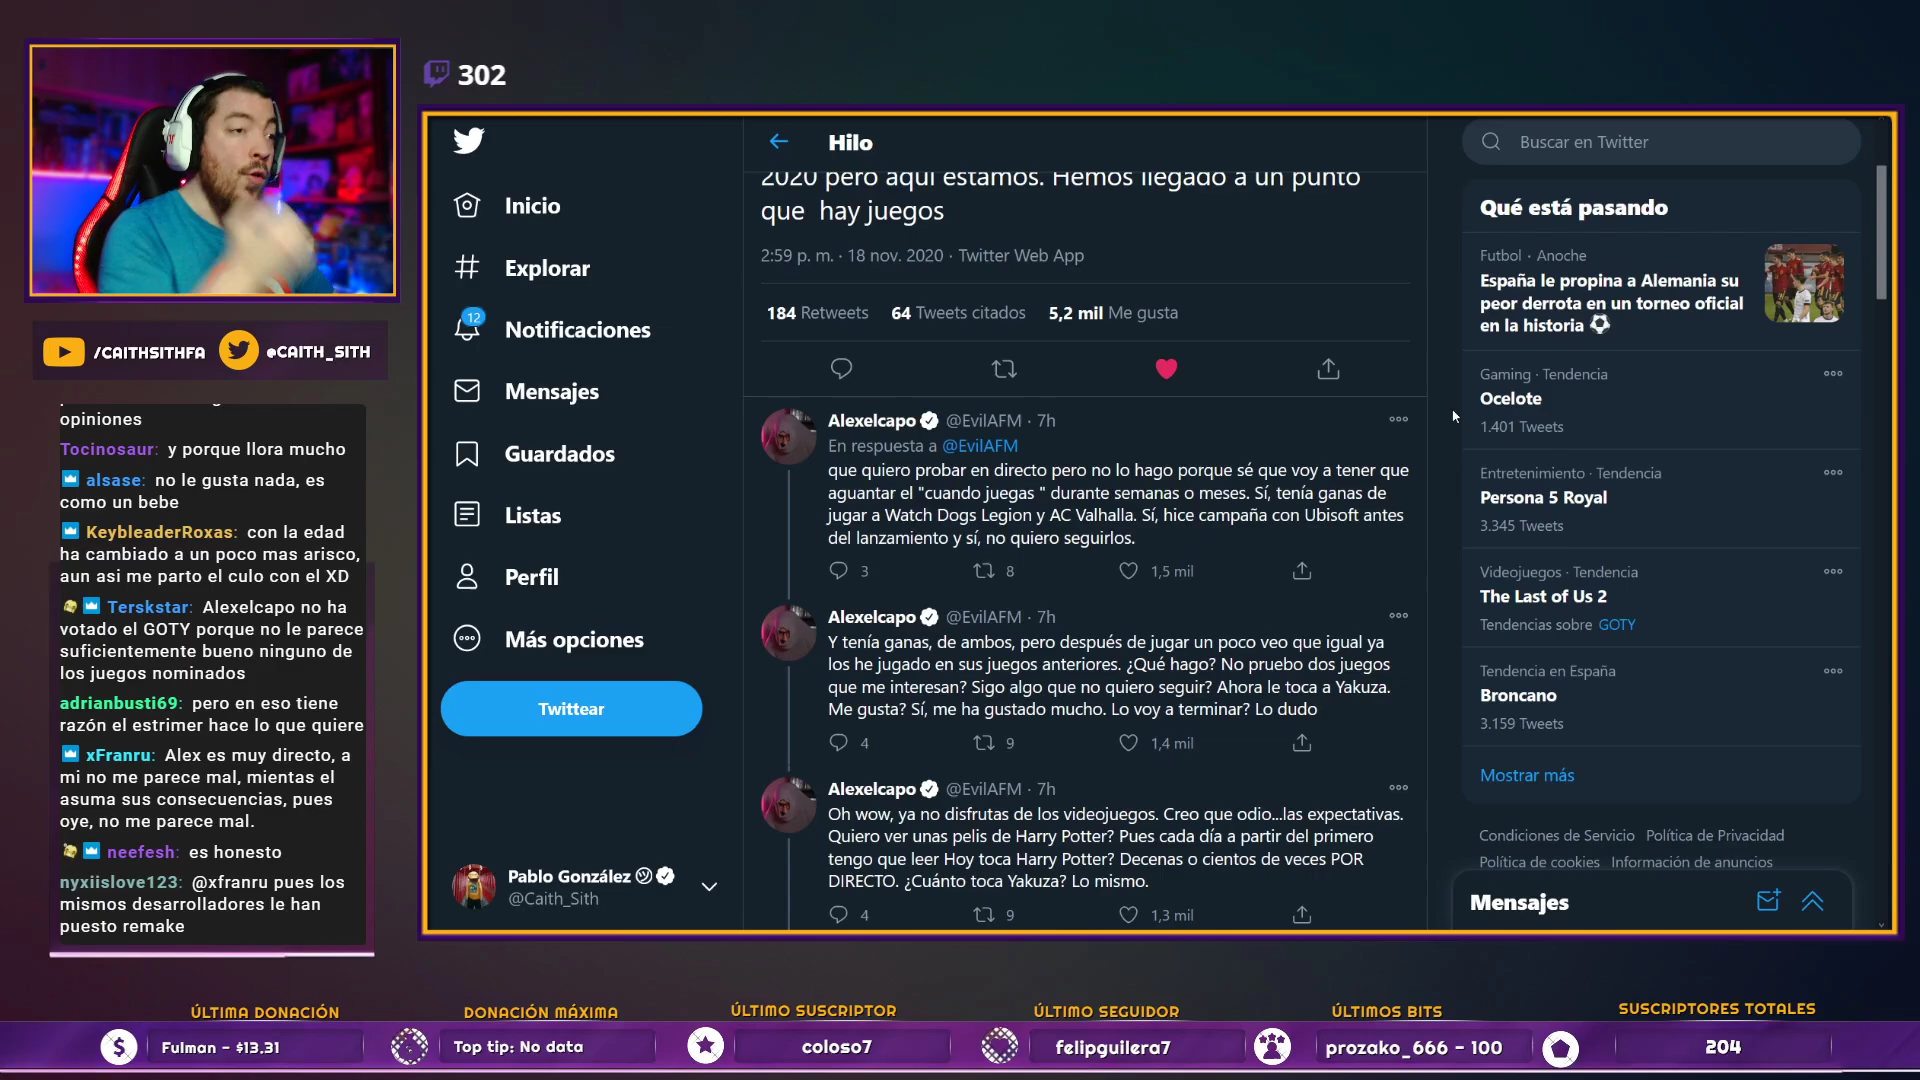 302
/CAITHSITHFA
@CAITH_SITH
opiniones
Tocinosaur: y porque llora mucho
alsase: no le gusta nada, es
como un bebe
KeybleaderRoxas: con la edad
ha cambiado a un poco mas arisco,
aun asi me parto el culo con el XD
Terskstar: Alexelcapo no ha
votado el GOTY porque no le parece
suficientemente bueno ninguno de
los juegos nominados
adrianbusti69: pero en eso tiene
razón el estrimer hace lo que quiere
xFranru: Alex es muy directo, a
mi no me parece mal, mientas el
asuma sus consecuencias, pues
oye, no me parece mal.
neefesh: es honesto
nyxiislove123: @xfranru pues los
mismos desarrolladores le han
puesto remake
Inicio
Explorar
12
Notificaciones
Mensajes
Guardados
Listas
Perfil
Más opciones
Twittear
Pablo González
@Caith_Sith
Hilo
2020 pero aquí estamos. Hemos llegado a un punto
que hay juegos
2:59 p. m. · 18 nov. 2020 · Twitter Web App
184 Retweets 64 Tweets citados 5,2 mil Me gusta
Alexelcapo @EvilAFM · 7h
En respuesta a @EvilAFM
que quiero probar en directo pero no lo hago porque sé que voy a tener que
aguantar el "cuando juegas " durante semanas o meses. Sí, tenía ganas de
jugar a Watch Dogs Legion y AC Valhalla. Sí, hice campaña con Ubisoft antes
del lanzamiento y sí, no quiero seguirlos.
3 8 1,5 mil
Alexelcapo @EvilAFM · 7h
Y tenía ganas, de ambos, pero después de jugar un poco veo que igual ya
los he jugado en sus juegos anteriores. ¿Qué hago? No pruebo dos juegos
que me interesan? Sigo algo que no quiero seguir? Ahora le toca a Yakuza.
Me gusta? Sí, me ha gustado mucho. Lo voy a terminar? Lo dudo
4 9 1,4 mil
Alexelcapo @EvilAFM · 7h
Oh wow, ya no disfrutas de los videojuegos. Creo que odio...las expectativas.
Quiero ver unas pelis de Harry Potter? Pues cada día a partir del primero
tengo que leer Hoy toca Harry Potter? Decenas o cientos de veces POR
DIRECTO. ¿Cuánto toca Yakuza? Lo mismo.
4 9 1,3 mil
Buscar en Twitter
Qué está pasando
Futbol · Anoche
España le propina a Alemania su
peor derrota en un torneo oficial
en la historia
Gaming · Tendencia
Ocelote
1.401 Tweets
Entretenimiento · Tendencia
Persona 5 Royal
3.345 Tweets
Videojuegos · Tendencia
The Last of Us 2
Tendencias sobre GOTY
Tendencia en España
Broncano
3.159 Tweets
Mostrar más
Condiciones de Servicio Política de Privacidad
Política de cookies Información de anuncios
Mensajes
ÚLTIMA DONACIÓN
Fulman - $13.31
DONACIÓN MÁXIMA
Top tip: No data
ÚLTIMO SUSCRIPTOR
coloso7
ÚLTIMO SEGUIDOR
felipguilera7
ÚLTIMOS BITS
prozako_666 - 100
SUSCRIPTORES TOTALES
204